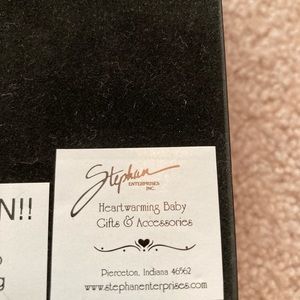 Stephan
ENTERPRISES
INC.
Heartwarming Baby
Gifts & Accessories
Pierceton, Indiana 46562
www.stephanenterprises.com
N!!
g